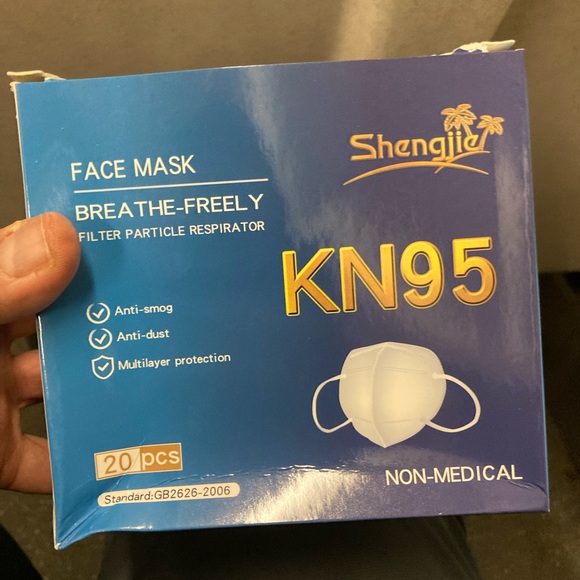 Shengjie
FACE MASK
BREATHE-FREELY
FILTER PARTICLE RESPIRATOR
KN95
Anti-smog
Anti-dust
Multilayer protection
20 pcs
Standard:GB2626-2006
NON-MEDICAL